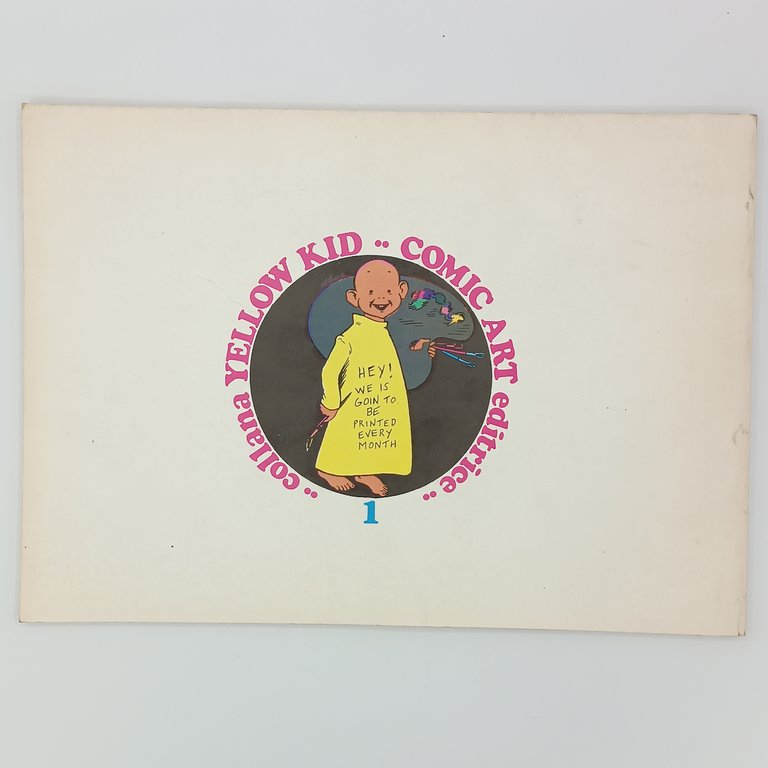 •• collana YELLOW KID •• COMIC ART editrice ••
HEY!
WE IS
GOIN TO
BE
PRINTED
EVERY
MONTH
1